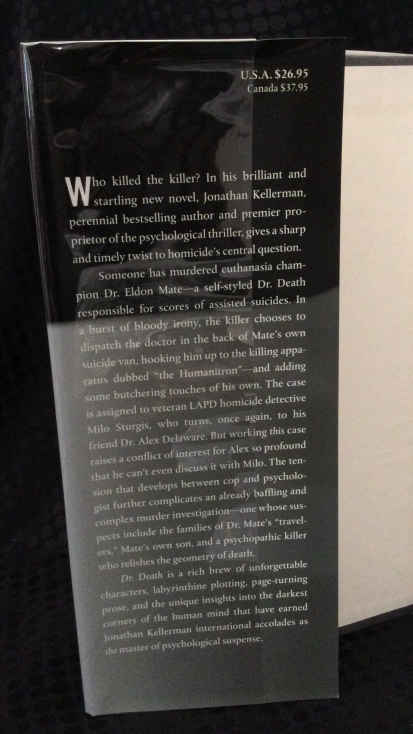 U.S.A. $26.95
Canada $37.95
Who killed the killer? In his brilliant and
startling new novel, Jonathan Kellerman,
perennial bestselling author and premier pro-
prietor of the psychological thriller, gives a sharp
and timely twist to homicide's central question.
Someone has murdered euthanasia cham-
pion Dr. Eldon Mate—a self-styled Dr. Death
responsible for scores of assisted suicides. In
a burst of bloody irony, the killer chooses to
dispatch the doctor in the back of Mate's own
suicide van, hooking him up to the killing appa-
ratus dubbed "the Humanitron"—and adding
some butchering touches of his own. The case
is assigned to veteran LAPD homicide detective
Milo Sturgis, who turns, once again, to his
friend Dr. Alex Delaware. But working this case
raises a conflict of interest for Alex so profound
that he can't even discuss it with Milo. The ten-
sion that develops between cop and psycholo-
gist further complicates an already baffling and
complex murder investigation—one whose sus-
pects include the families of Dr. Mate's "travel-
ers," Mate's own son, and a psychopathic killer
who relishes the geometry of death.
Dr. Death is a rich brew of unforgettable
characters, labyrinthine plotting, page-turning
prose, and the unique insights into the darkest
corners of the human mind that have earned
Jonathan Kellerman international accolades as
the master of psychological suspense.